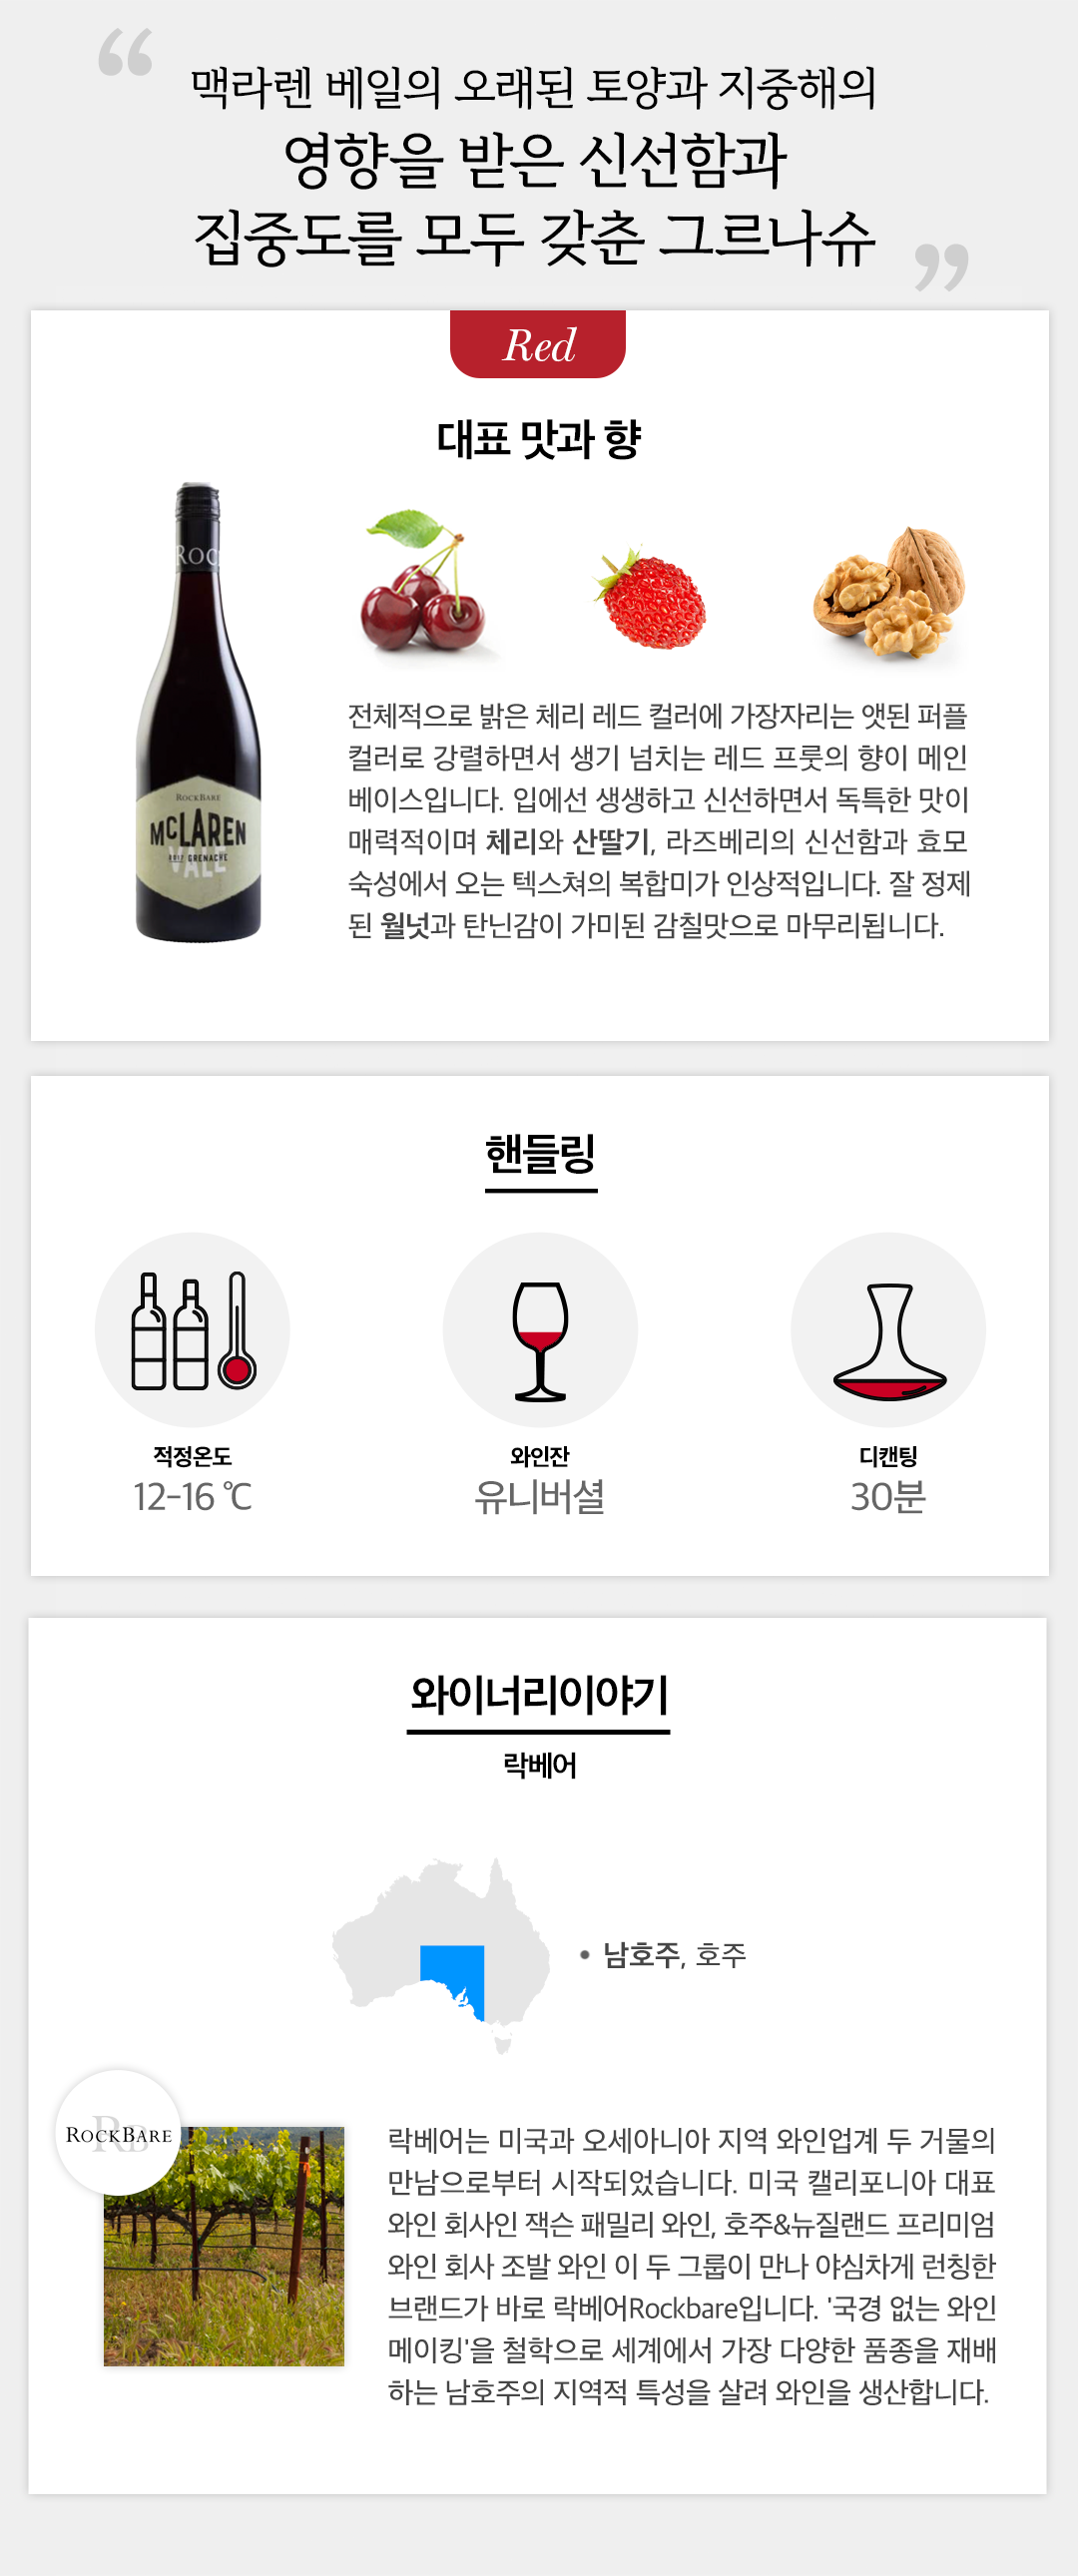 “
맥라렌 베일의 오래된 토양과 지중해의
영향을 받은 신선함과
집중도를 모두 갖춘 그르나슈
”
Red
대표 맛과 향
ROC
ROCKBARE
MCLAREN
2017 GRENACHE
VALE
전체적으로 밝은 체리 레드 컬러에 가장자리는 앳된 퍼플
컬러로 강렬하면서 생기 넘치는 레드 프룻의 향이 메인
베이스입니다. 입에선 생생하고 신선하면서 독특한 맛이
매력적이며 체리와 산딸기, 라즈베리의 신선함과 효모
숙성에서 오는 텍스쳐의 복합미가 인상적입니다. 잘 정제
된 월넛과 탄닌감이 가미된 감칠맛으로 마무리됩니다.
핸들링
적정온도
12-16 ℃
와인잔
유니버셜
디캔팅
30분
와이너리이야기
락베어
• 남호주, 호주
RB
ROCKBARE
락베어는 미국과 오세아니아 지역 와인업계 두 거물의
만남으로부터 시작되었습니다. 미국 캘리포니아 대표
와인 회사인 잭슨 패밀리 와인, 호주&뉴질랜드 프리미엄
와인 회사 조발 와인 이 두 그룹이 만나 야심차게 런칭한
브랜드가 바로 락베어Rockbare입니다. '국경 없는 와인
메이킹'을 철학으로 세계에서 가장 다양한 품종을 재배
하는 남호주의 지역적 특성을 살려 와인을 생산합니다.